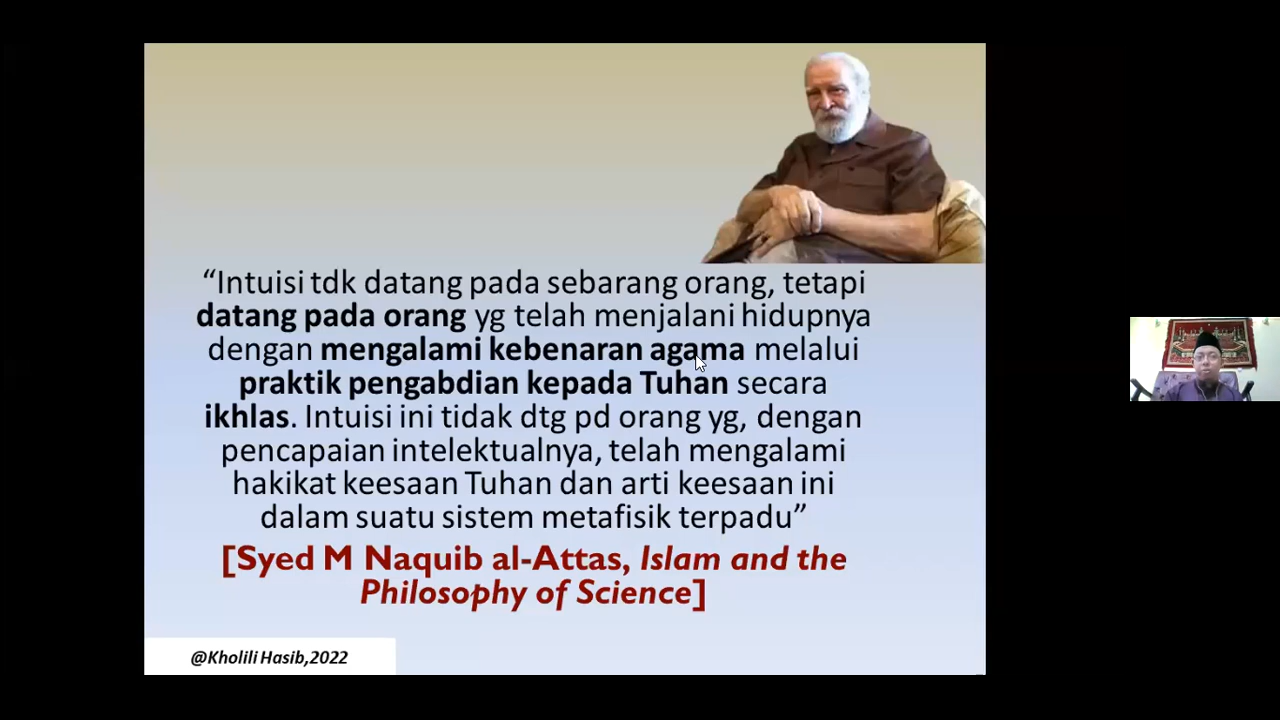 “Intuisi tdk datang pada sebarang orang, tetapi
datang pada orang yg telah menjalani hidupnya
dengan mengalami kebenaran agama melalui
praktik pengabdian kepada Tuhan secara
ikhlas. Intuisi ini tidak dtg pd orang yg, dengan
pencapaian intelektualnya, telah mengalami
hakikat keesaan Tuhan dan arti keesaan ini
dalam suatu sistem metafisik terpadu”
[Syed M Naquib al-Attas, Islam and the
Philosophy of Science]
@Kholili Hasib,2022